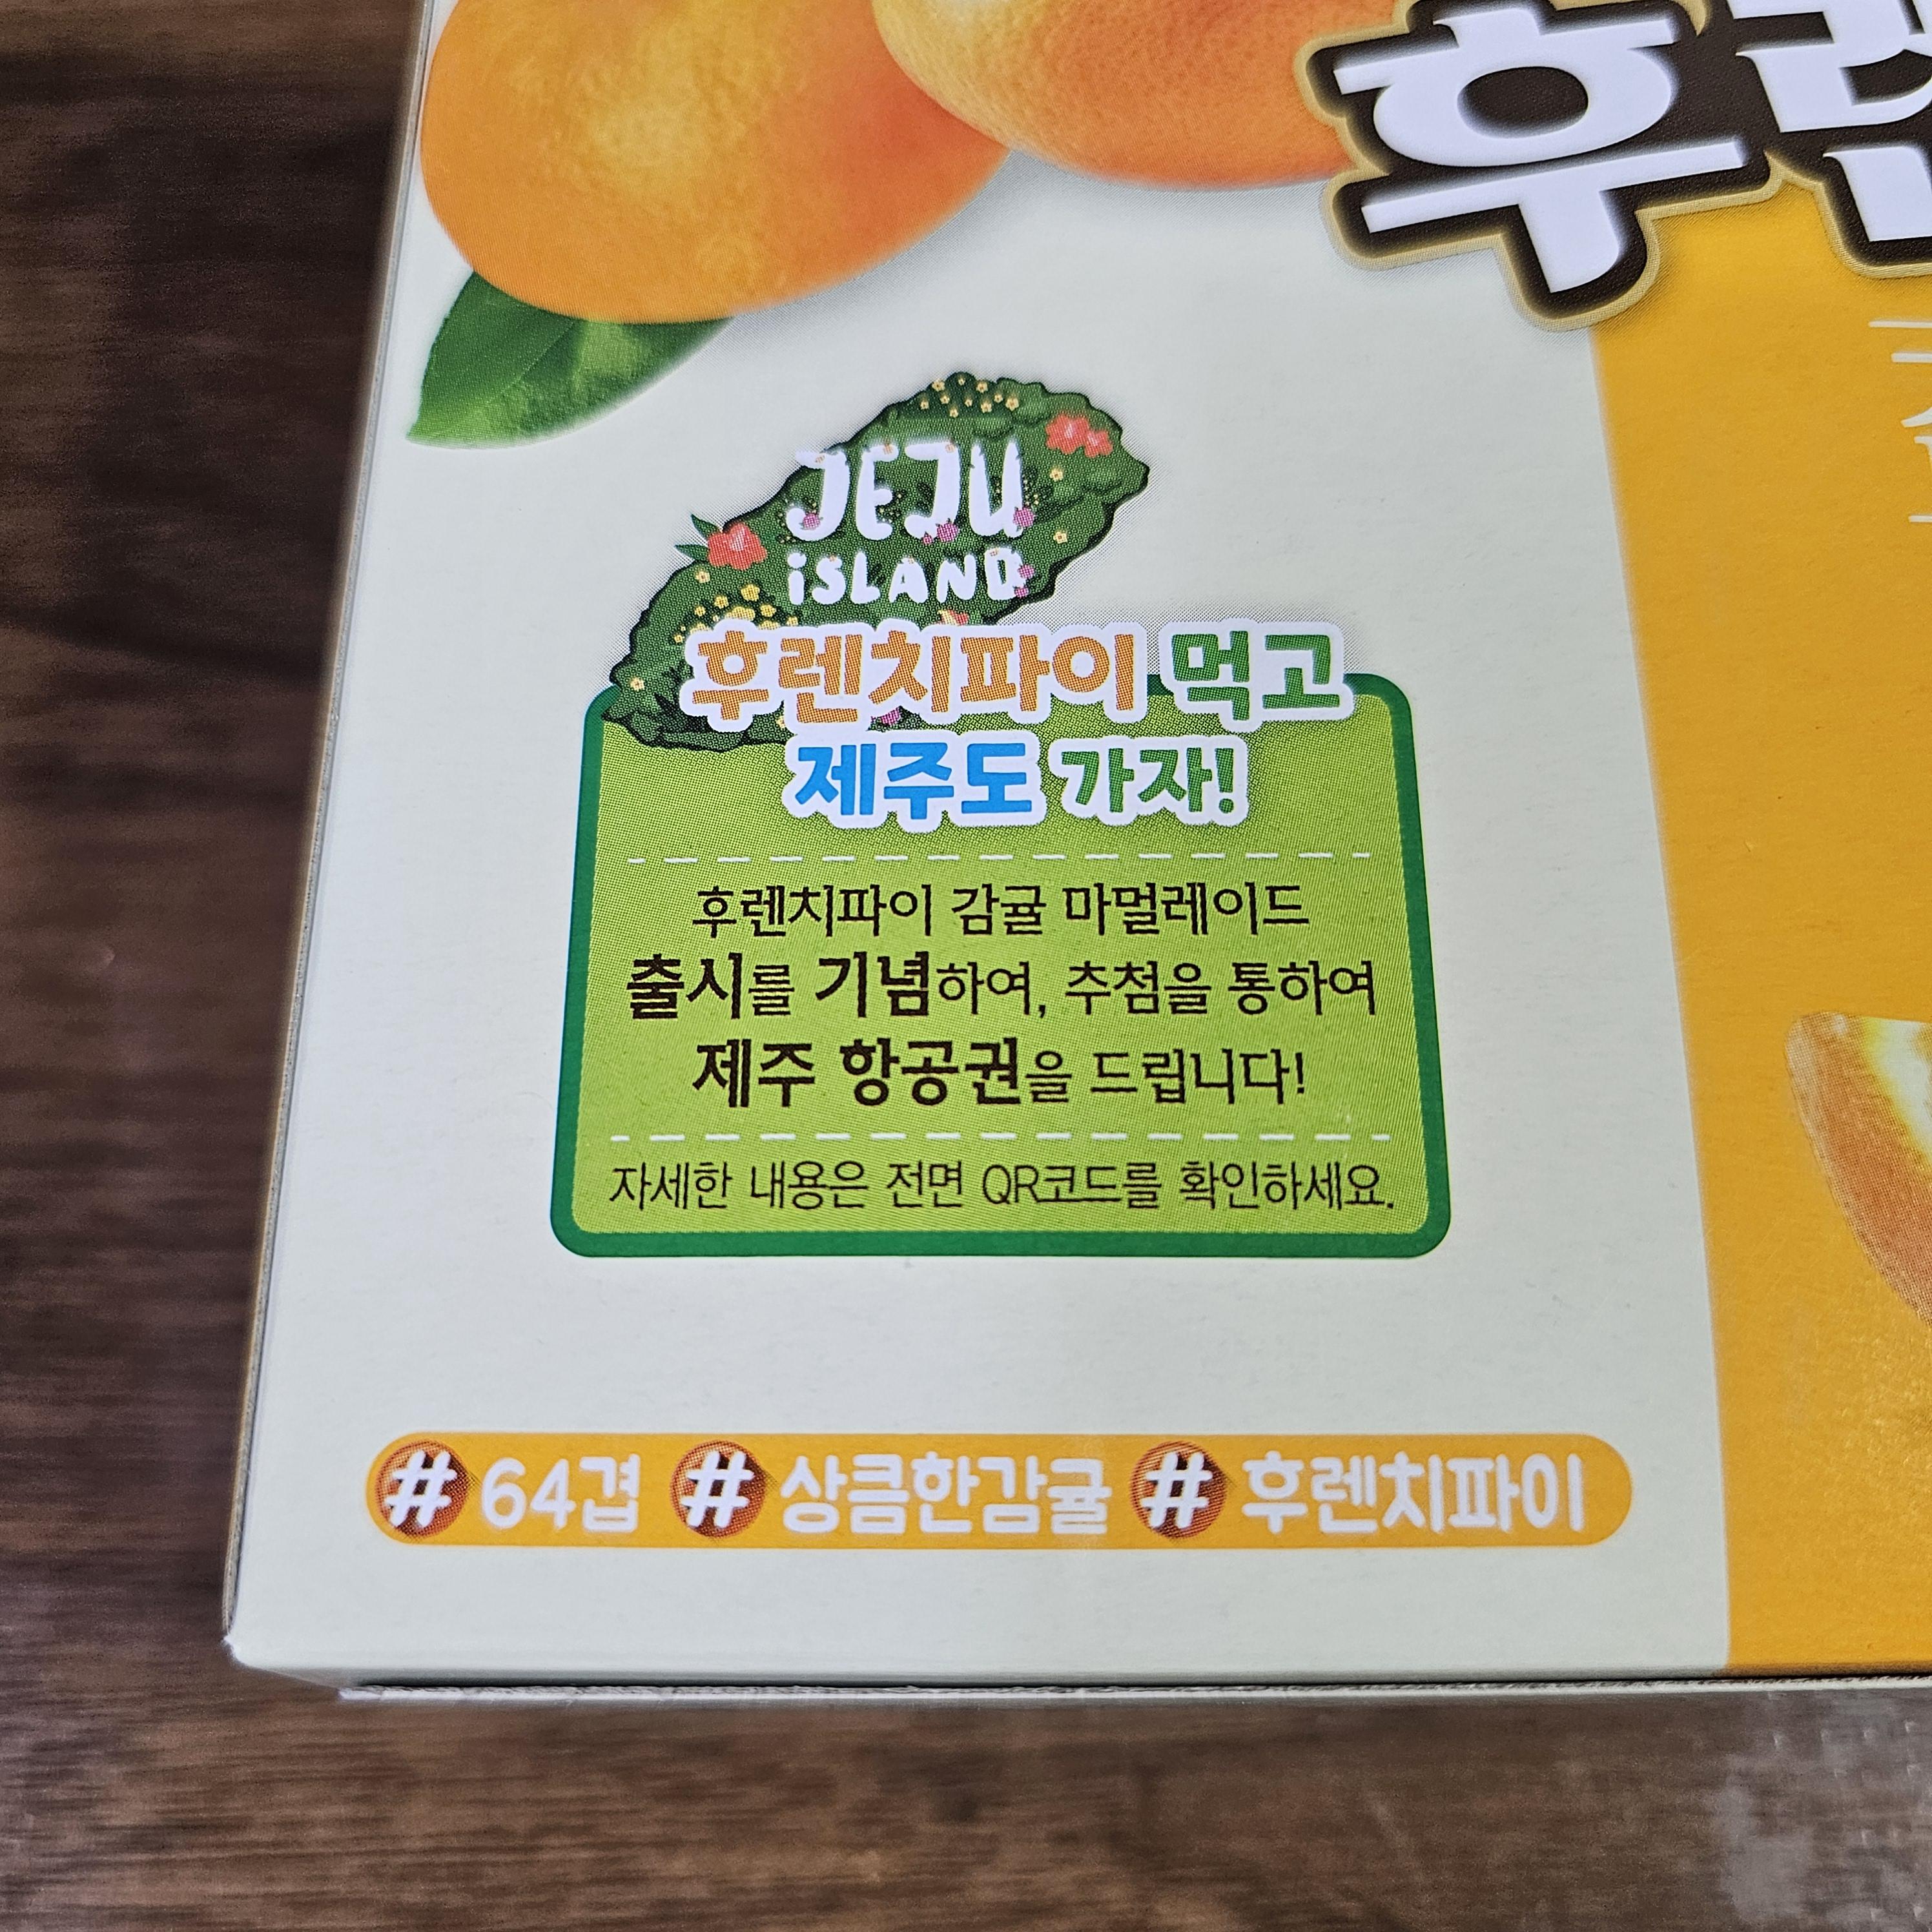 후렌
JEJU
iSLAND
후렌치파이 먹고
제주도 가자!
후렌치파이 감귤 마멀레이드
출시를 기념하여, 추첨을 통하여
제주 항공권을 드립니다!
자세한 내용은 전면 QR코드를 확인하세요.
# 64겹 # 상큼한감귤 # 후렌치파이